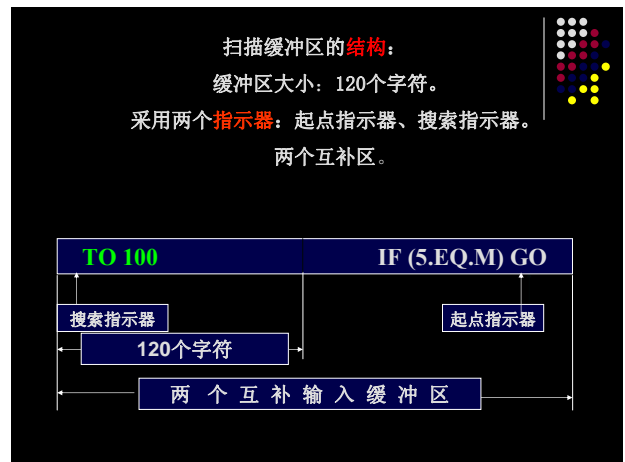 扫描缓冲区的结构：
缓冲区大小：120个字符。
采用两个指示器：起点指示器、搜索指示器。
两个互补区。
TO 100 IF (5.EQ.M) GO
搜索指示器 起点指示器
120个字符
两 个 互 补 输 入 缓 冲 区